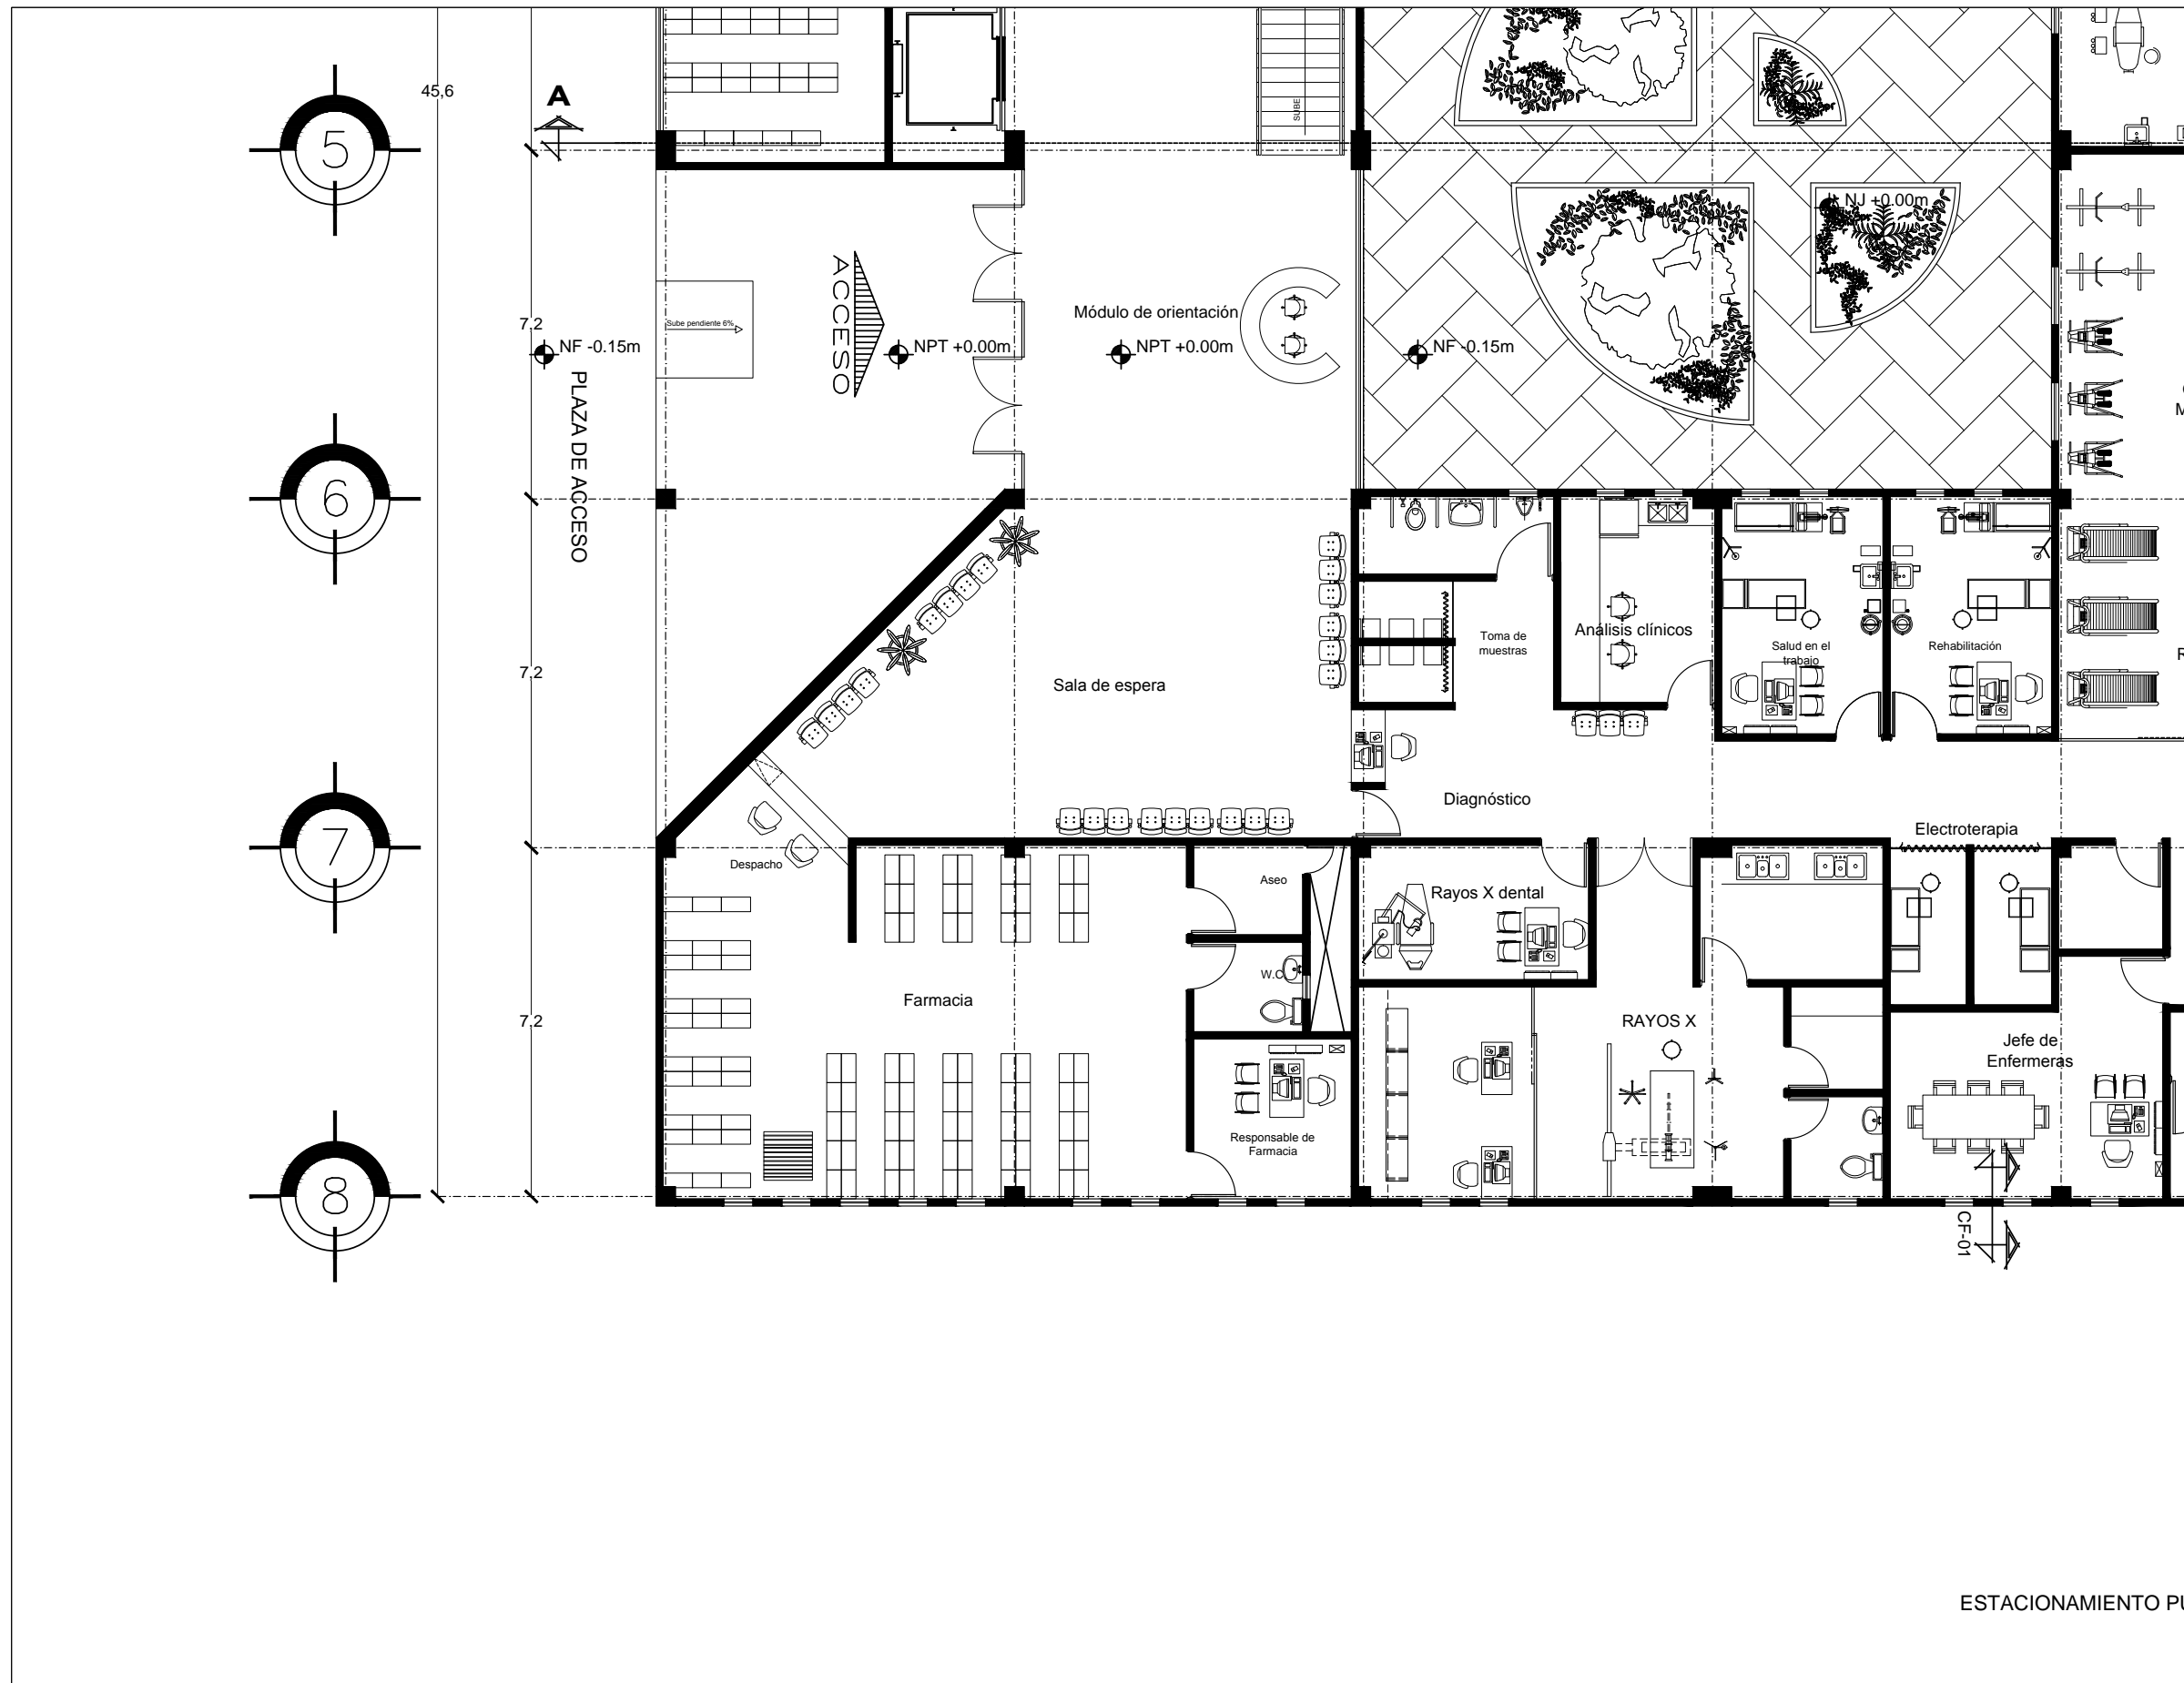 45,6
A
5
SUBE
NJ +0.00m
ACCESO
Módulo de orientación
Sube pendiente 6%
7,2
NF -0.15m
NPT +0.00m
NPT +0.00m
NF -0.15m
PLAZA DE ACCESO
6
Toma de
muestras
Análisis clínicos
Salud en el
trabajo
Rehabilitación
7,2
Sala de espera
Diagnóstico
Electroterapia
7
Despacho
Aseo
Rayos X dental
W.C.
Farmacia
7,2
RAYOS X
Jefe de
Enfermeras
Responsable de
Farmacia
8
CF-01
ESTACIONAMIENTO